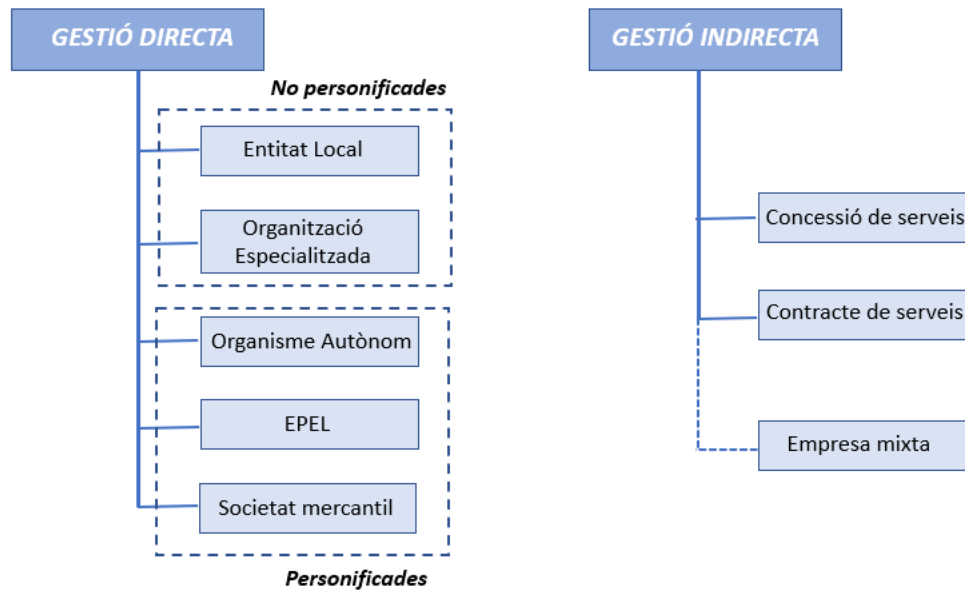 GESTIÓ DIRECTA
No personificades
Entitat Local
Organització
Especialitzada
Organisme Autònom
EPEL
Societat mercantil
Personificades
GESTIÓ INDIRECTA
Concessió de serveis
Contracte de serveis
Empresa mixta